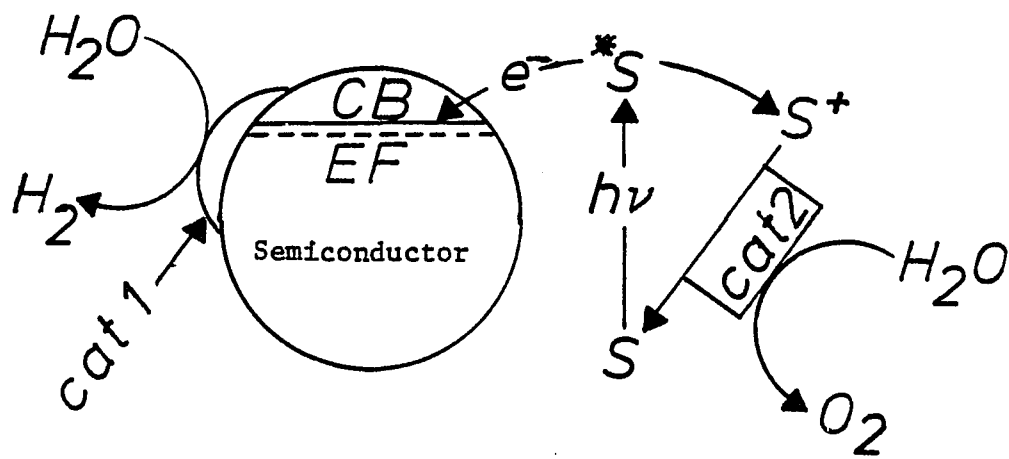 H2O
CB
e-
*S
S+
EF
H2
hν
Semiconductor
cat2
H2O
cat 1
S
O2